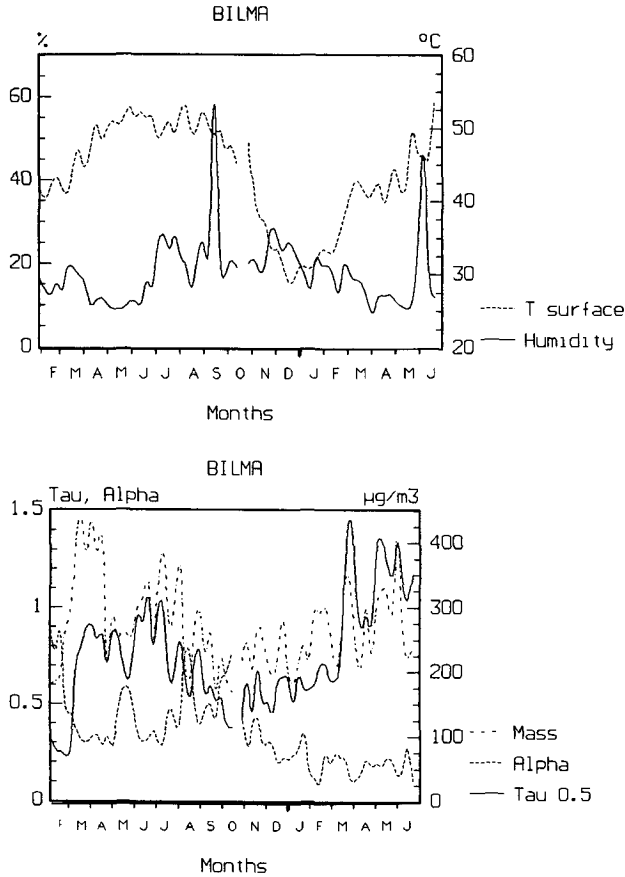 BILMA
% °C
60 60
50
40 40
20 30
0 20
F M A M J J A S O N D J F M A M J
Months
T surface
Humidity
BILMA
Tau, Alpha µg/m3
1.5
400
1 300
200
0.5
100
0 0
F M A M J J A S O N D J F M A M J
Months
Mass
Alpha
Tau 0.5